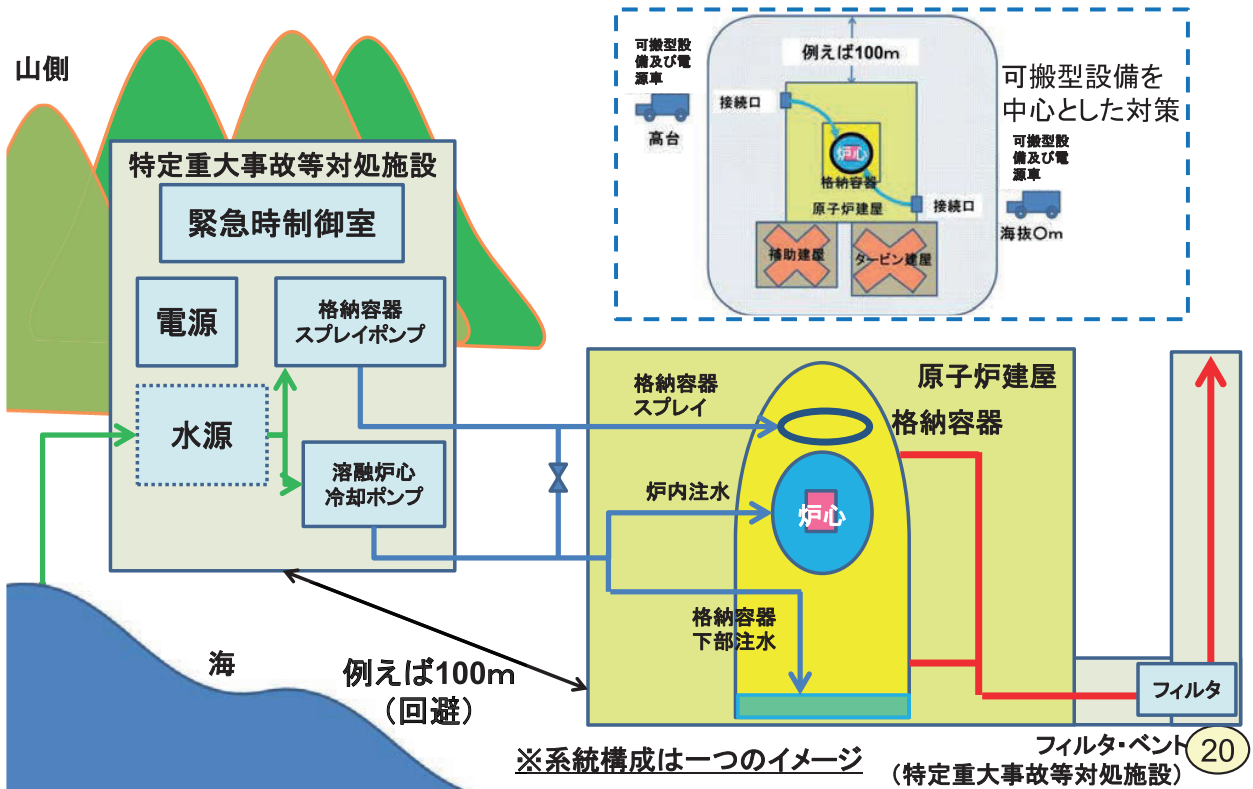 山側
特定重大事故等対処施設
緊急時制御室
電源
格納容器
スプレイポンプ
水源
溶融炉心
冷却ポンプ
海
例えば100m
(回避)
可搬型設
備及び電
源車
高台
例えば100m
接続口
炉心
格納容器
原子炉建屋
接続口
補助建屋
タービン建屋
可搬型設備を
中心とした対策
可搬型設
備及び電
源車
海抜〇m
原子炉建屋
格納容器
格納容器
スプレイ
炉内注水
炉心
格納容器
下部注水
フィルタ
※系統構成は一つのイメージ
フィルタ・ベント
(特定重大事故等対処施設)
20